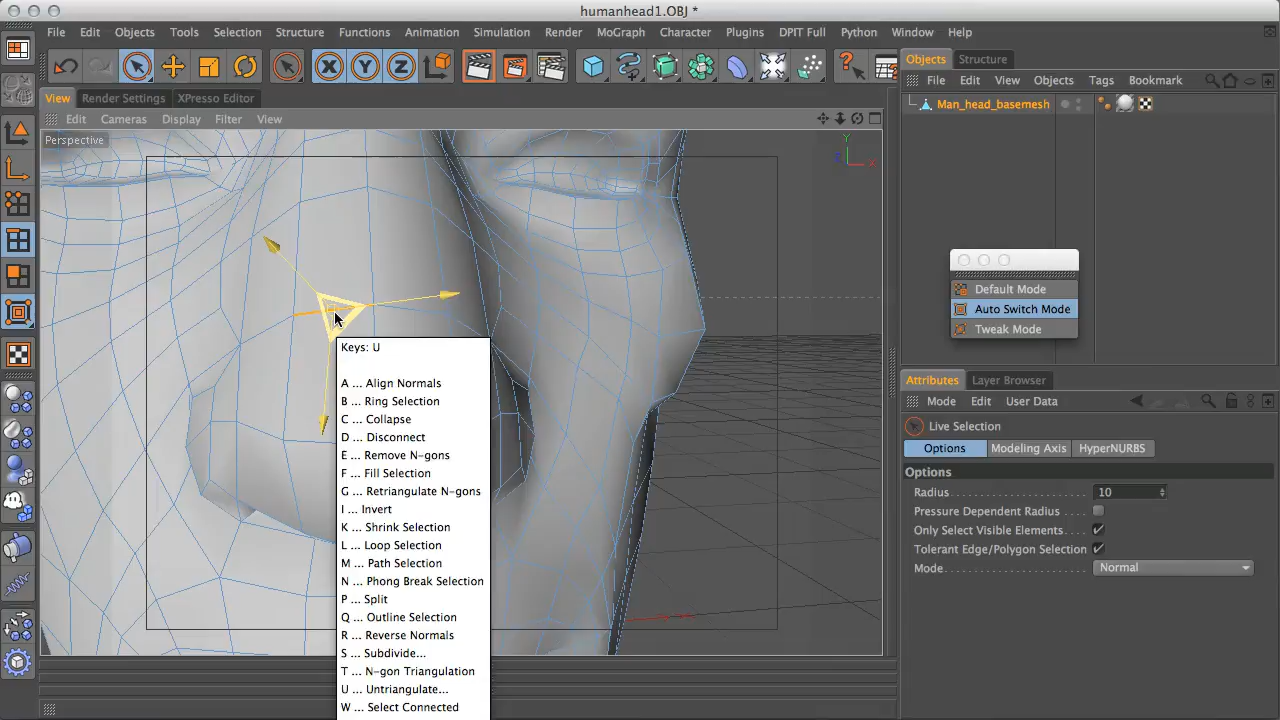 humanhead1.OBJ *
File Edit Objects Tools Selection Structure Functions Animation Simulation Render MoGraph Character Plugins DPIT Full Python Window Help
View Render Settings XPresso Editor
Edit Cameras Display Filter View
Perspective
Y
X
Keys: U
A ... Align Normals
B ... Ring Selection
C ... Collapse
D ... Disconnect
E ... Remove N-gons
F ... Fill Selection
G ... Retriangulate N-gons
I ... Invert
K ... Shrink Selection
L ... Loop Selection
M ... Path Selection
N ... Phong Break Selection
P ... Split
Q ... Outline Selection
R ... Reverse Normals
S ... Subdivide...
T ... N-gon Triangulation
U ... Untriangulate...
W ... Select Connected
Objects Structure
File Edit View Objects Tags Bookmark
Man_head_basemesh
Default Mode
Auto Switch Mode
Tweak Mode
Attributes Layer Browser
Mode Edit User Data
Live Selection
Options Modeling Axis HyperNURBS
Options
Radius 10
Pressure Dependent Radius
Only Select Visible Elements
Tolerant Edge/Polygon Selection
Mode Normal